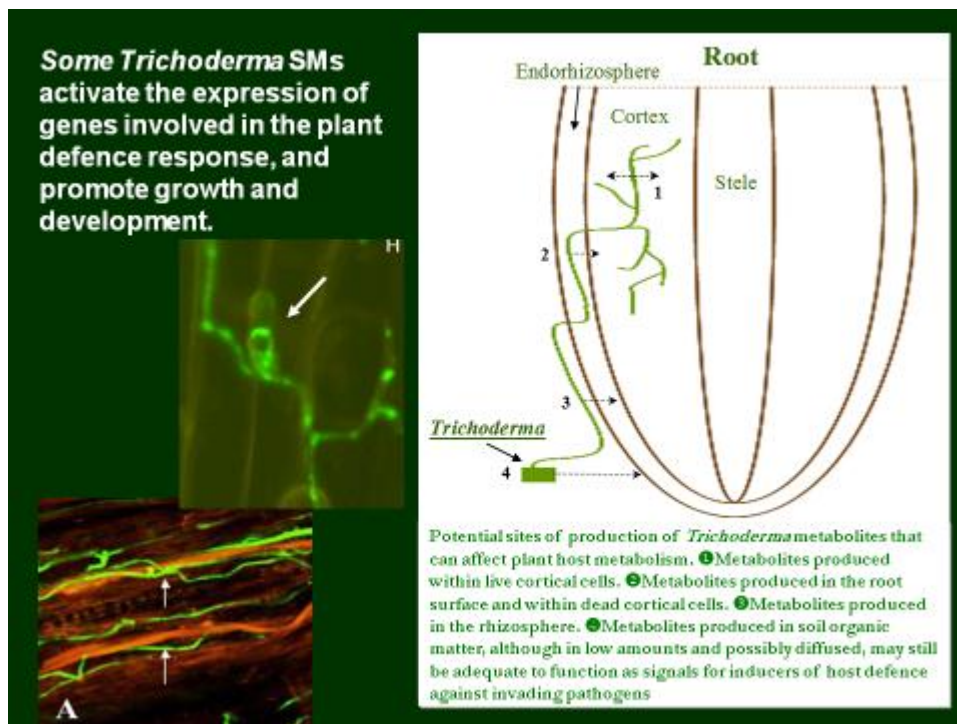 Some Trichoderma SMs
activate the expression of
genes involved in the plant
defence response, and
promote growth and
development.
H
A
Root
Endorhizosphere
Cortex
Stele
1
2
3
Trichoderma
4
Potential sites of production of Trichoderma metabolites that
can affect plant host metabolism. ❶Metabolites produced
within live cortical cells. ❷Metabolites produced in the root
surface and within dead cortical cells. ❸Metabolites produced
in the rhizosphere. ❹Metabolites produced in soil organic
matter, although in low amounts and possibly diffused, may still
be adequate to function as signals for inducers of host defence
against invading pathogens